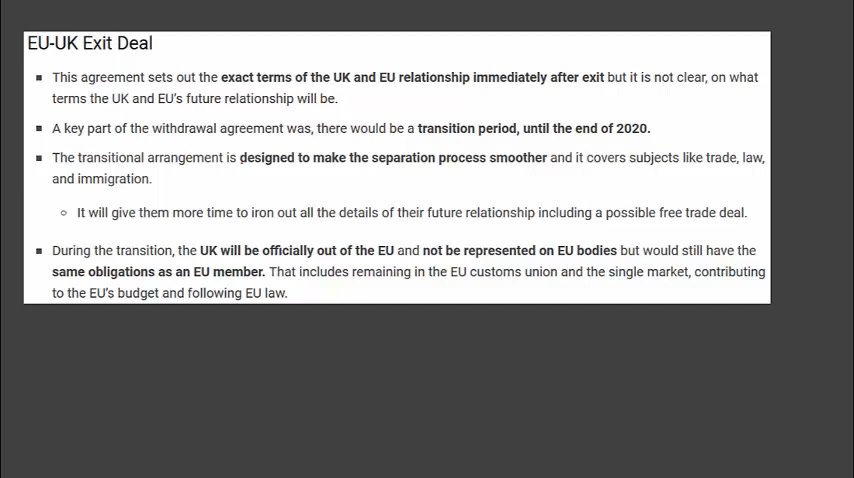 EU-UK Exit Deal
▪ This agreement sets out the exact terms of the UK and EU relationship immediately after exit but it is not clear, on what
terms the UK and EU's future relationship will be.
▪ A key part of the withdrawal agreement was, there would be a transition period, until the end of 2020.
▪ The transitional arrangement is designed to make the separation process smoother and it covers subjects like trade, law,
and immigration.
○ It will give them more time to iron out all the details of their future relationship including a possible free trade deal.
▪ During the transition, the UK will be officially out of the EU and not be represented on EU bodies but would still have the
same obligations as an EU member. That includes remaining in the EU customs union and the single market, contributing
to the EU's budget and following EU law.